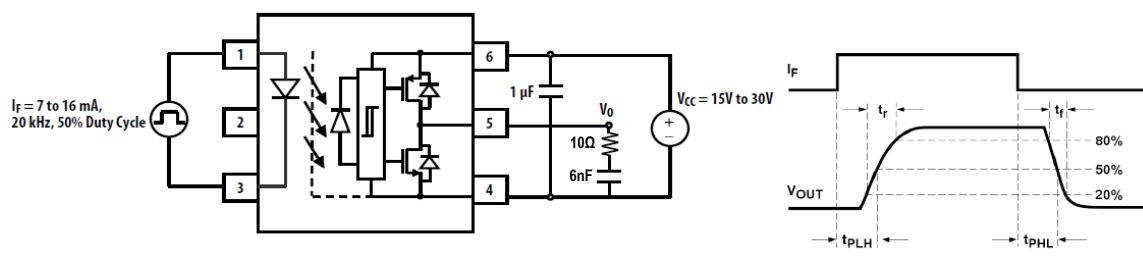 I_F = 7 to 16 mA,
20 kHz, 50% Duty Cycle
1
2
3
6
5
4
1 µF
V_O
10Ω
6nF
V_CC = 15V to 30V
+
−
I_F
t_r
t_f
80%
50%
20%
V_OUT
t_PLH
t_PHL